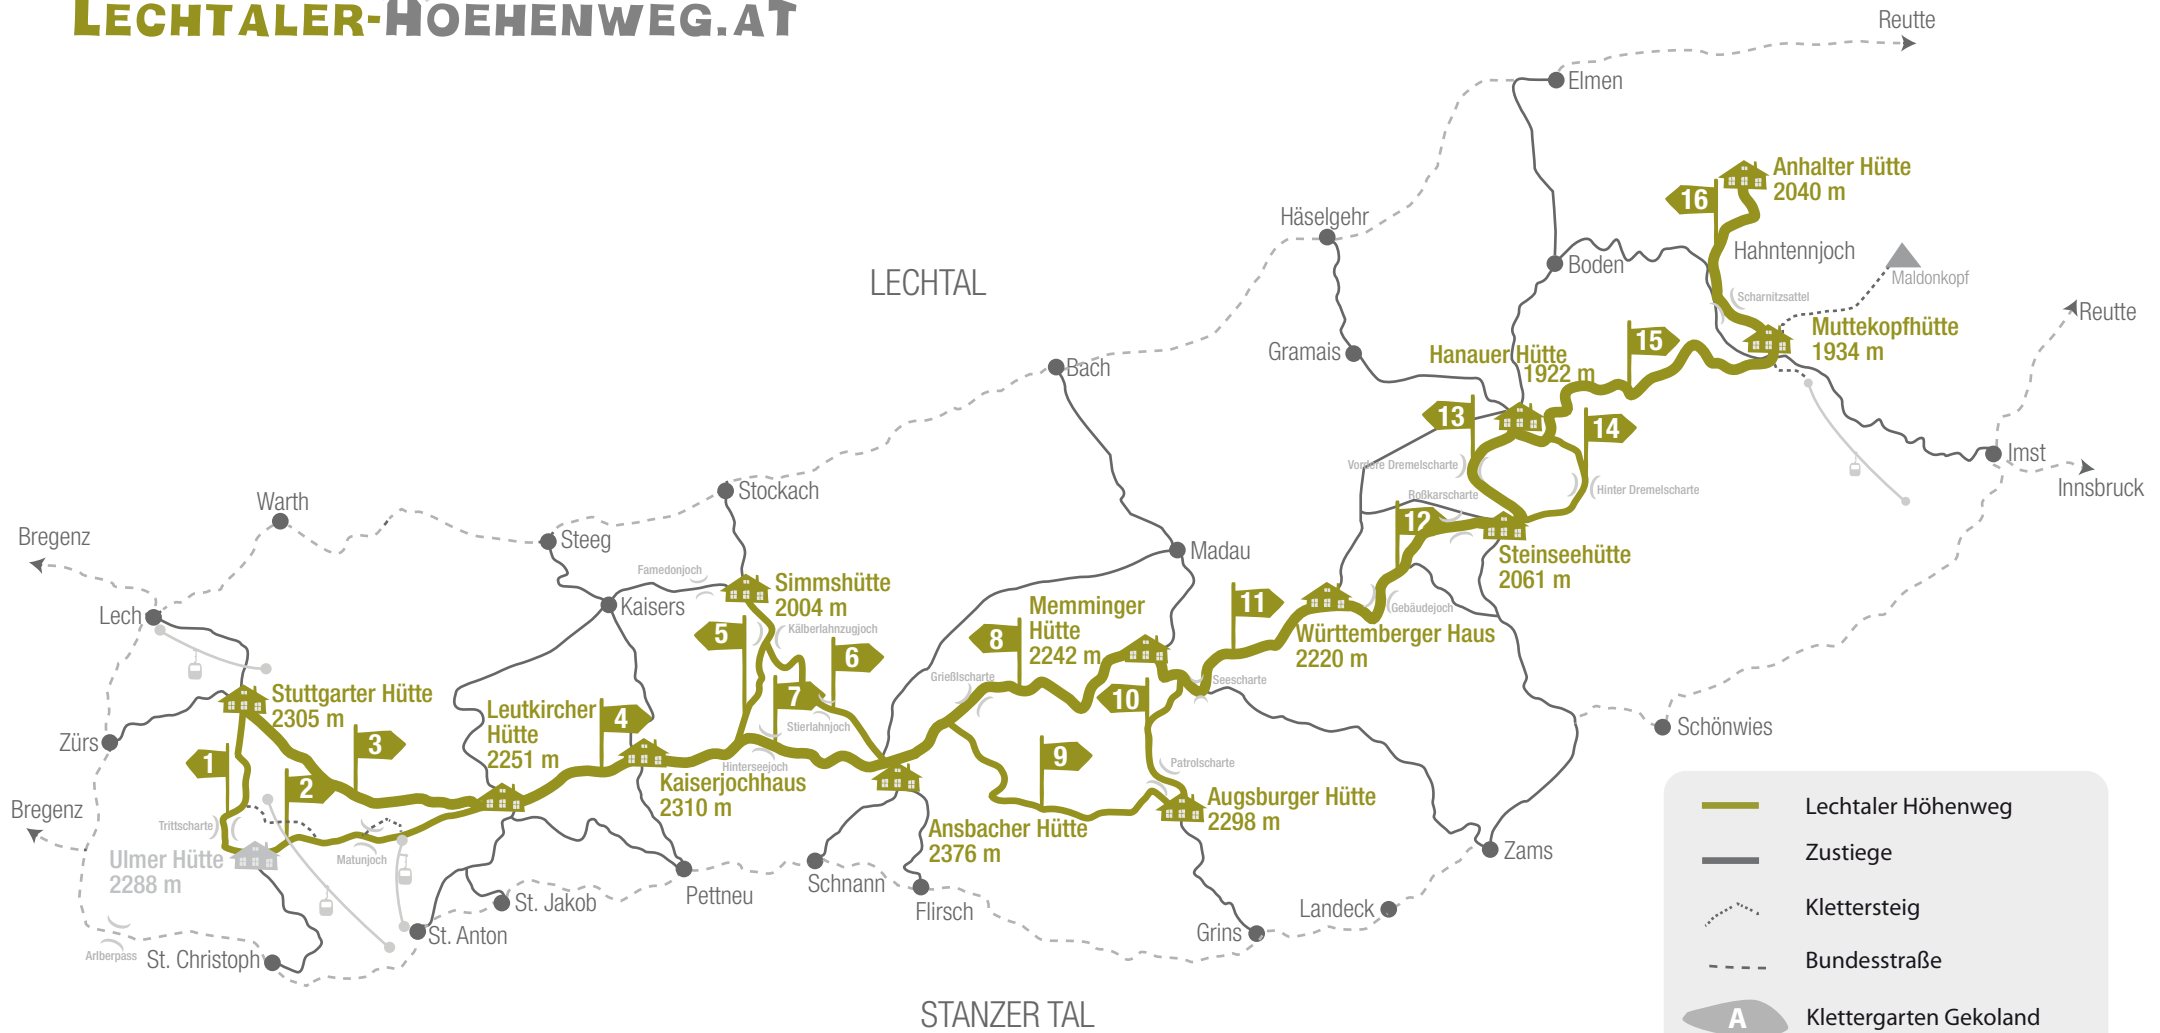 LECHTALER-HOEHENWEG.AT
Reutte
Elmen
Anhalter Hütte
2040 m
16
Häselgehr
Hahntennjoch
Boden
LECHTAL
Maldonkopf
Scharnitzsattel
Reutte
Muttekopfhütte
1934 m
15
Gramais
Hanauer Hütte
1922 m
Bach
13
14
Imst
Vordere Dremelscharte
Innsbruck
Hinter Dremelscharte
Stockach
Roßkarscharte
Warth
12
Bregenz
Steeg
Madau
Steinseehütte
2061 m
Famedonjoch
Simmshütte
2004 m
Kaisers
Lech
Memminger
Hütte
2242 m
11
Gebäudejoch
Kälberlahnzugjoch
5
8
Württemberger Haus
2220 m
6
Grießlscharte
Seescharte
Stuttgarter Hütte
2305 m
7
10
Leutkircher
Hütte
2251 m
4
Stierlahnjoch
Schönwies
Zürs
3
1
9
Hinterseejoch
Patrolscharte
Kaiserjochhaus
2310 m
2
Augsburger Hütte
2298 m
Bregenz
Trittscharte
Ansbacher Hütte
2376 m
Ulmer Hütte
2288 m
Matunjoch
Zams
Schnann
Pettneu
St. Jakob
Flirsch
Landeck
Grins
St. Anton
Arlberpass
St. Christoph
STANZER TAL
Lechtaler Höhenweg
Zustiege
Klettersteig
Bundesstraße
A
Klettergarten Gekoland